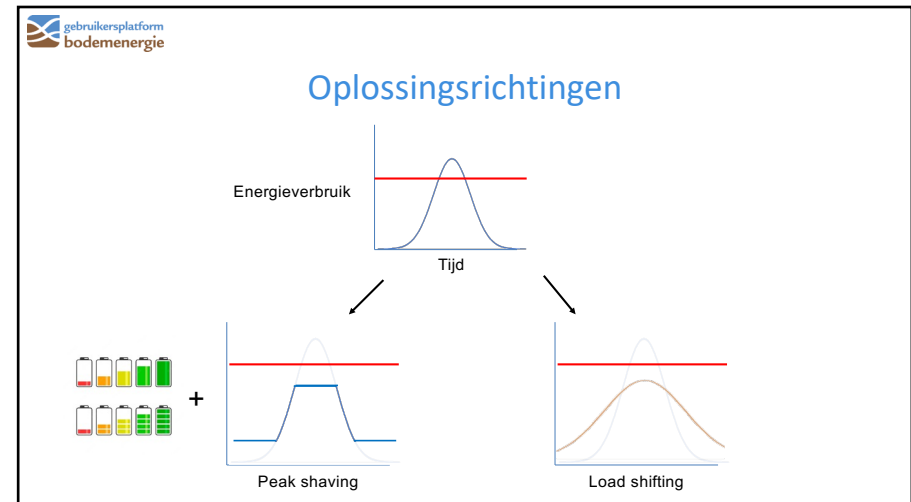 gebruikersplatform
bodemenergie
Oplossingsrichtingen
Energieverbruik
Tijd
+
Peak shaving
Load shifting